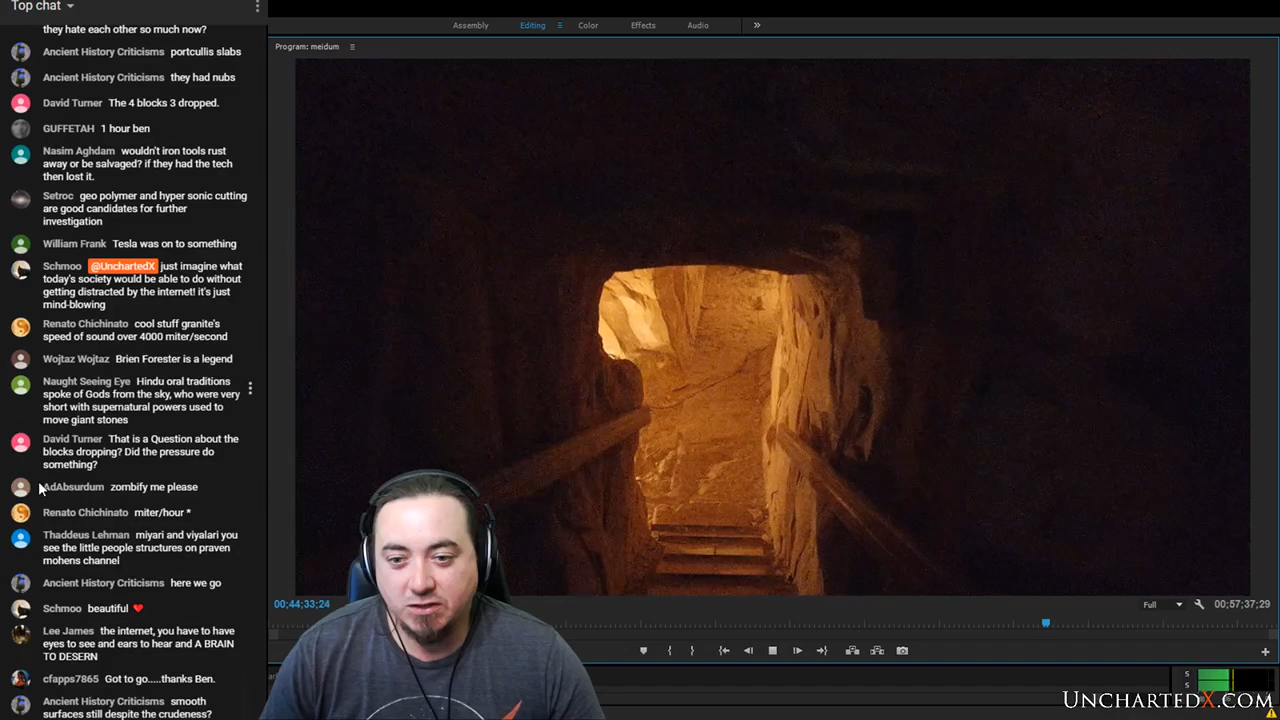 Top chat
they hate each other so much now?
Ancient History Criticisms portcullis slabs
Ancient History Criticisms they had nubs
David Turner The 4 blocks 3 dropped.
GUFFETAH 1 hour ben
Nasim Aghdam wouldn't iron tools rust
away or be salvaged? if they had the tech
then lost it.
Setroc geo polymer and hyper sonic cutting
are good candidates for further
investigation
William Frank Tesla was on to something
Schmoo @UnchartedX just imagine what
today's society would be able to do without
getting distracted by the internet! it's just
mind-blowing
Renato Chichinato cool stuff granite's
speed of sound over 4000 miter/second
Wojtaz Wojtaz Brien Forester is a legend
Naught Seeing Eye Hindu oral traditions
spoke of Gods from the sky, who were very
short with supernatural powers used to
move giant stones
David Turner That is a Question about the
blocks dropping? Did the pressure do
something?
AdAbsurdum zombify me please
Renato Chichinato miter/hour *
Thaddeus Lehman miyari and viyalari you
see the little people structures on praven
mohens channel
Ancient History Criticisms here we go
Schmoo beautiful
Lee James the internet, you have to have
eyes to see and ears to hear and A BRAIN
TO DESERN
cfapps7865 Got to go.....thanks Ben.
Ancient History Criticisms smooth
surfaces still despite the crudeness?
Assembly Editing Color Effects Audio
Program: meidum
00;44;33;24 Full 00;57;37;29
S
S
UnchartedX.com